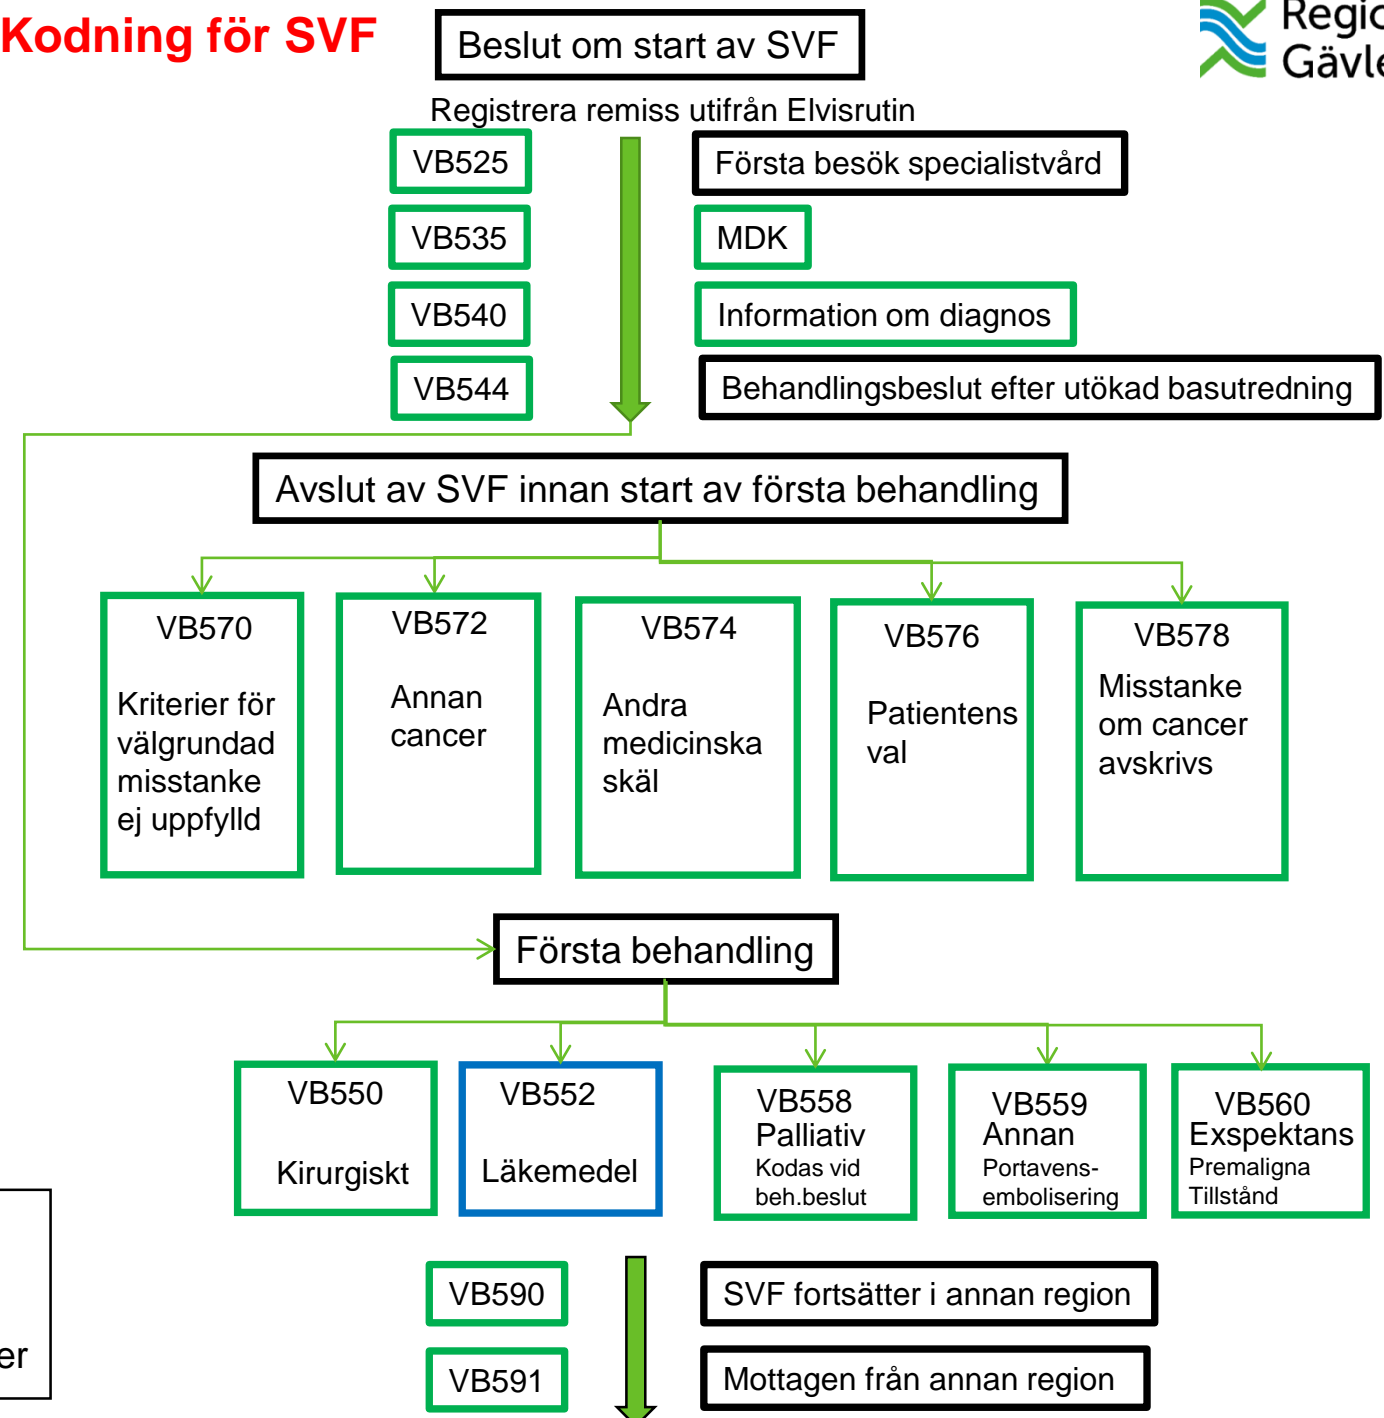 Kodning för SVF
Beslut om start av SVF
Registrera remiss utifrån Elvisrutin
VB525
Första besök specialistvård
VB535
MDK
VB540
Information om diagnos
VB544
Behandlingsbeslut efter utökad basutredning
Avslut av SVF innan start av första behandling
VB570
Kriterier för
välgrundad
misstanke
ej uppfylld
VB572
Annan
cancer
VB574
Andra
medicinska
skäl
VB576
Patientens
val
VB578
Misstanke
om cancer
avskrivs
Första behandling
VB550
Kirurgiskt
VB552
Läkemedel
VB558
Palliativ
Kodas vid
beh.beslut
VB559
Annan
Portavens-
embolisering
VB560
Exspektans
Premaligna
Tillstånd
VB590
SVF fortsätter i annan region
VB591
Mottagen från annan region